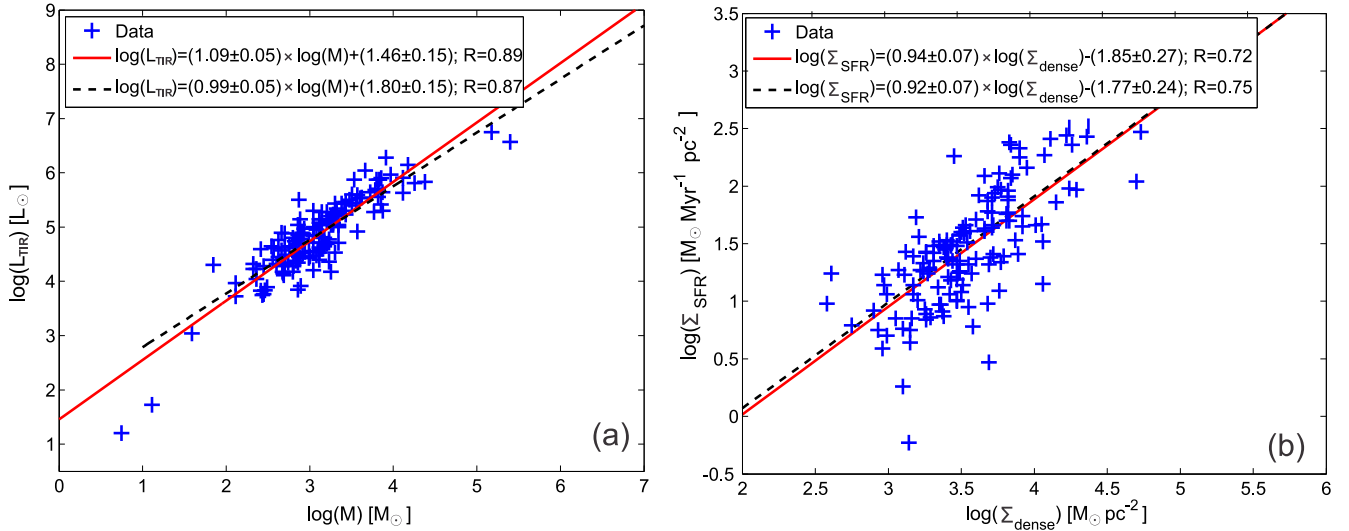 0 1 2 3 4 5 6 7
1 2 3 4 5 6 7 8 9
log(M) [M☉]
log(L_TIR) [L☉]
Data
log(L_TIR)=(1.09±0.05)×log(M)+(1.46±0.15); R=0.89
log(L_TIR)=(0.99±0.05)×log(M)+(1.80±0.15); R=0.87
(a)
2 2.5 3 3.5 4 4.5 5 5.5 6
-0.5 0 0.5 1.0 1.5 2.0 2.5 3.0 3.5
log(Σ_dense) [M☉ pc⁻²]
log(Σ_SFR) [M☉ Myr⁻¹ pc⁻²]
Data
log(Σ_SFR)=(0.94±0.07)×log(Σ_dense)-(1.85±0.27); R=0.72
log(Σ_SFR)=(0.92±0.07)×log(Σ_dense)-(1.77±0.24); R=0.75
(b)